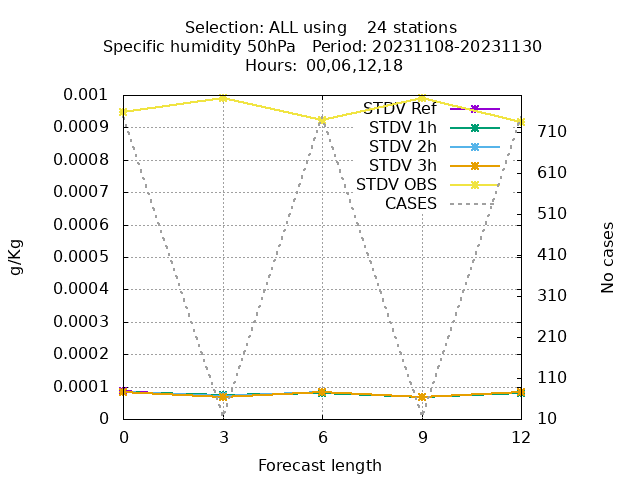 Selection: ALL using    24 stations
Specific humidity 50hPa   Period: 20231108-20231130
Hours:  00,06,12,18
0.001
0.0009
0.0008
0.0007
0.0006
0.0005
0.0004
0.0003
0.0002
0.0001
0
g/Kg
STDV Ref
STDV 1h
STDV 2h
STDV 3h
STDV OBS
CASES
710
610
510
410
310
210
110
10
No cases
0 3 6 9 12
Forecast length